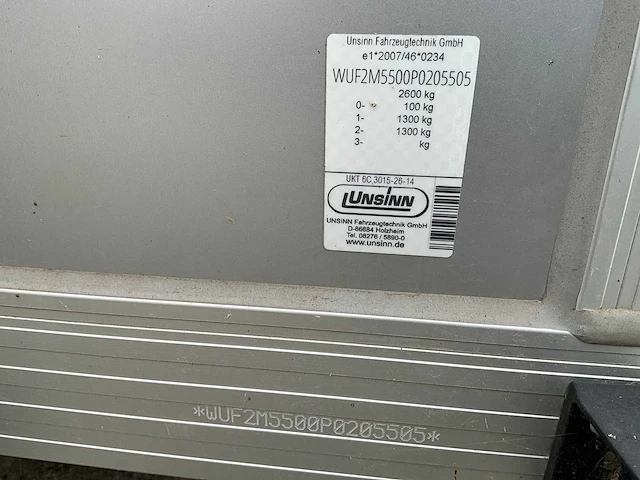 Unsinn Fahrzeugtechnik GmbH
e1*2007/46*0234
WUF2M5500P0205505
2600 kg
0- 100 kg
1- 1300 kg
2- 1300 kg
3- kg
UKT 6C 3015-26-14
UNSINN
UNSINN Fahrzeugtechnik GmbH
D-86684 Holzheim
Tel. 08276 / 5890-0
www.unsinn.de
*WUF2M5500P0205505*